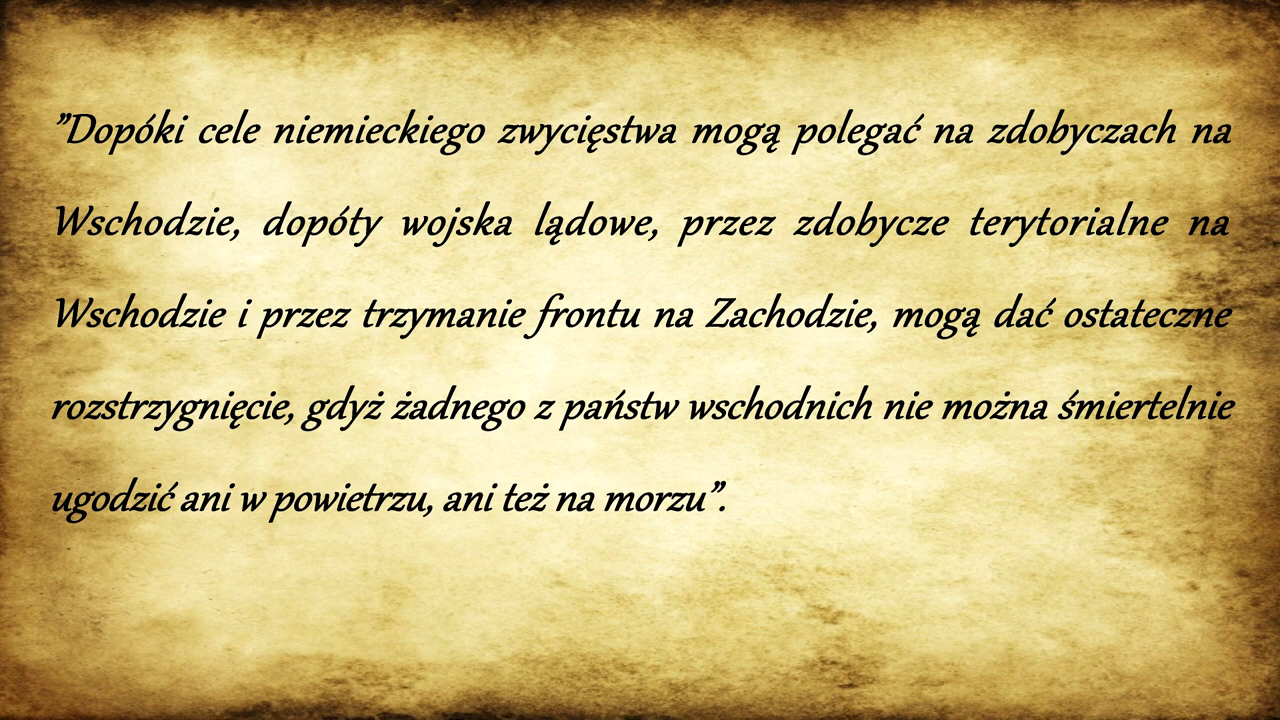 ”Dopóki cele niemieckiego zwycięstwa mogą polegać na zdobyczach na
Wschodzie, dopóty wojska lądowe, przez zdobycze terytorialne na
Wschodzie i przez trzymanie frontu na Zachodzie, mogą dać ostateczne
rozstrzygnięcie, gdyż żadnego z państw wschodnich nie można śmiertelnie
ugodzić ani w powietrzu, ani też na morzu”.